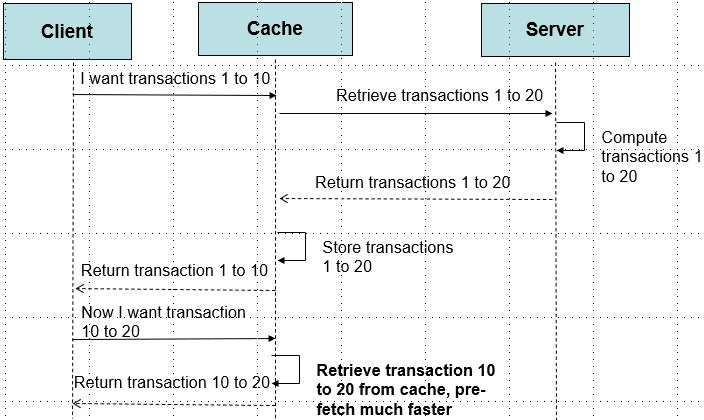 Client
Cache
Server
I want transactions 1 to 10
Retrieve transactions 1 to 20
Compute
transactions 1
to 20
Return transactions 1 to 20
Store transactions
1 to 20
Return transaction 1 to 10
Now I want transaction
10 to 20
Retrieve transaction 10
to 20 from cache, pre-
fetch much faster
Return transaction 10 to 20